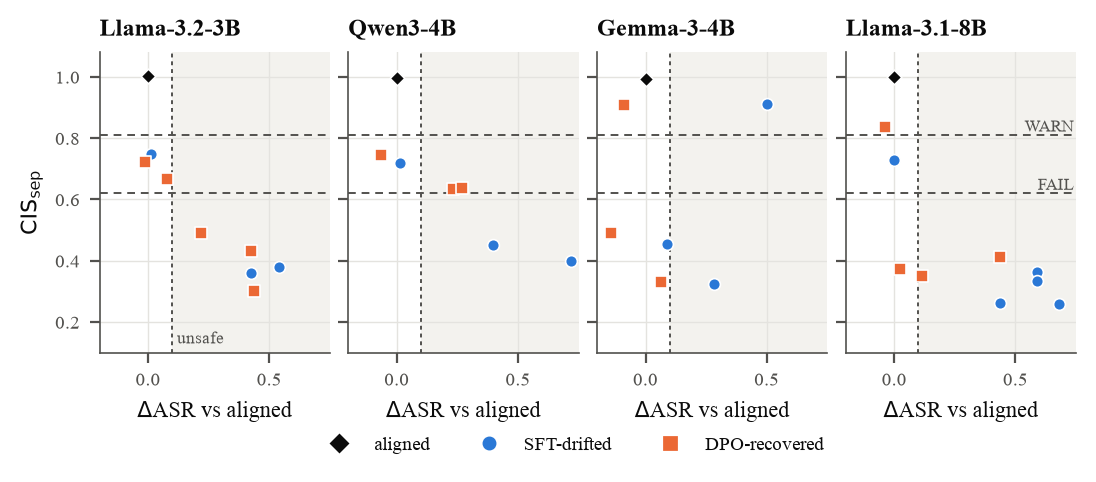 Llama-3.2-3B Qwen3-4B Gemma-3-4B Llama-3.1-8B
CISsep
1.0
0.8
0.6
0.4
0.2
WARN
FAIL
unsafe
0.0 0.5 0.0 0.5 0.0 0.5 0.0 0.5
ΔASR vs aligned ΔASR vs aligned ΔASR vs aligned ΔASR vs aligned
aligned SFT-drifted DPO-recovered